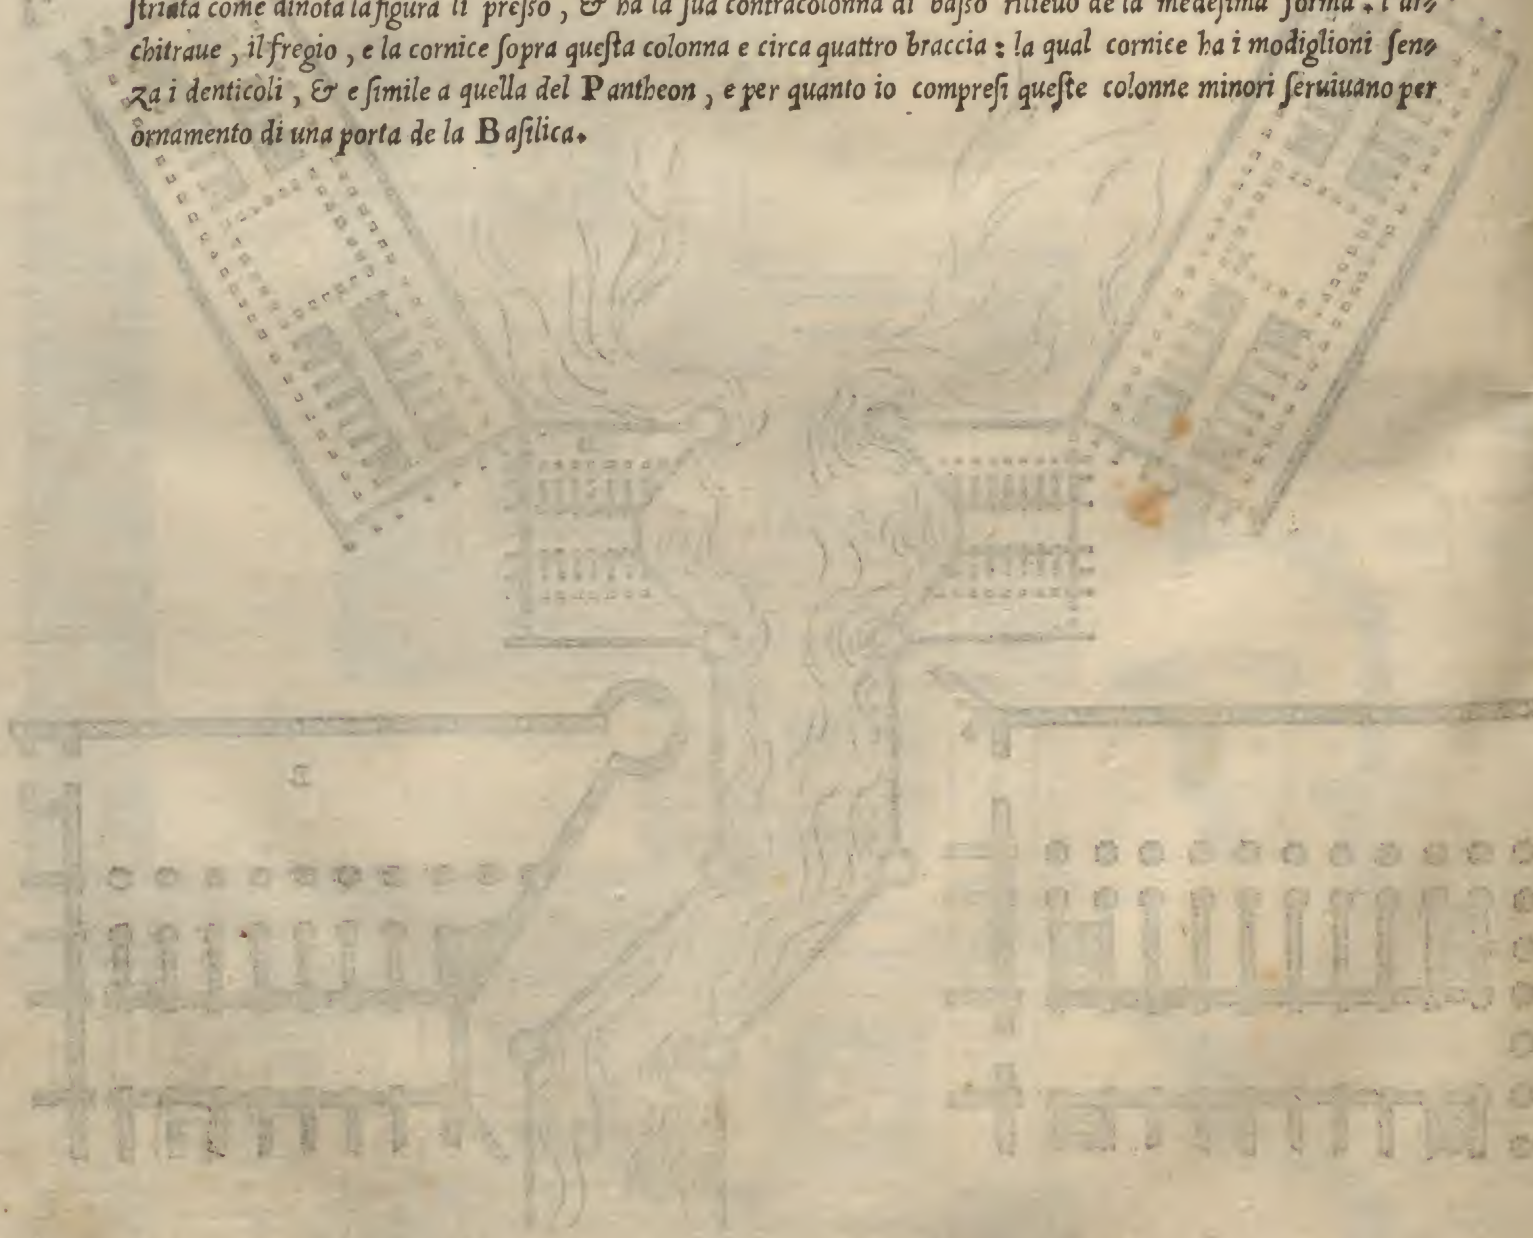 ſtriata come dinota la figura li preſſo, & ha la ſua contracolonna di baſſo rilieuo de la medeſima forma. l'ar⸗
chitraue, il fregio, e la cornice ſopra queſta colonna e circa quattro braccia: la qual cornice ha i modiglioni ſen⸗
za i denticoli, & e ſimile a quella del Pantheon, e per quanto io compreſi queſte colonne minori ſeruiuano per
ornamento di una porta de la Baſilica.